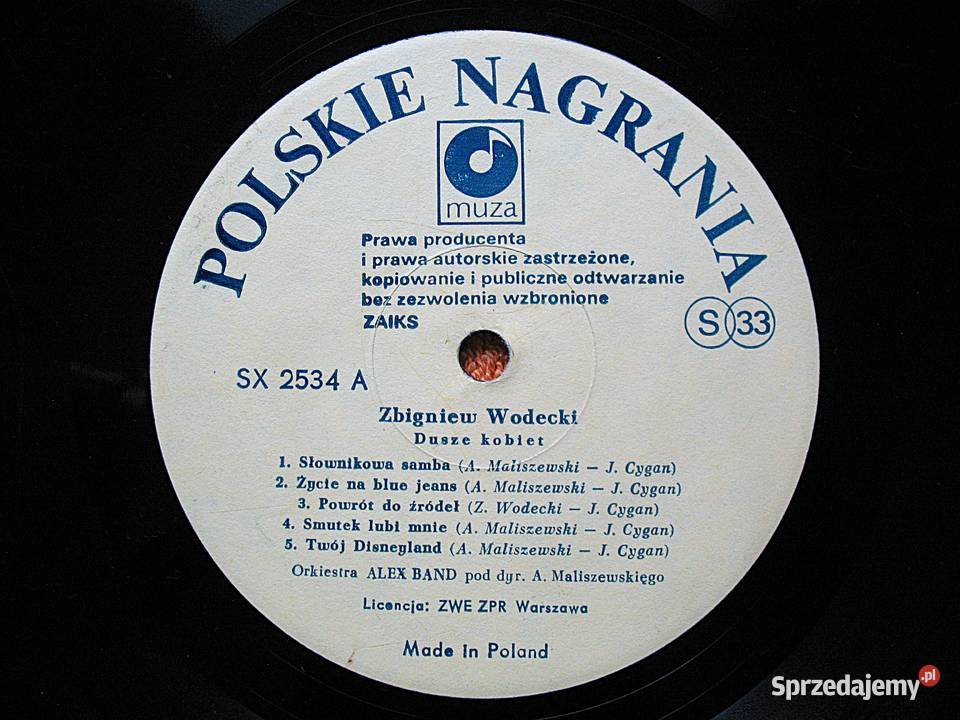 POLSKIE NAGRANIA
muza
Prawa producenta
i prawa autorskie zastrzeżone,
kopiowanie i publiczne odtwarzanie
bez zezwolenia wzbronione
ZAIKS
S 33
SX 2534 A
Zbigniew Wodecki
Dusze kobiet
1. Słownikowa samba (A. Maliszewski — J. Cygan)
2. Życie na blue jeans (A. Maliszewski — J. Cygan)
3. Powrót do źródeł (Z. Wodecki — J. Cygan)
4. Smutek lubi mnie (A. Maliszewski — J. Cygan)
5. Twój Disneyland (A. Maliszewski — J. Cygan)
Orkiestra ALEX BAND pod dyr. A. Maliszewskięgo
Licencja: ZWE ZPR Warszawa
Made in Poland
Sprzedajemy.pl